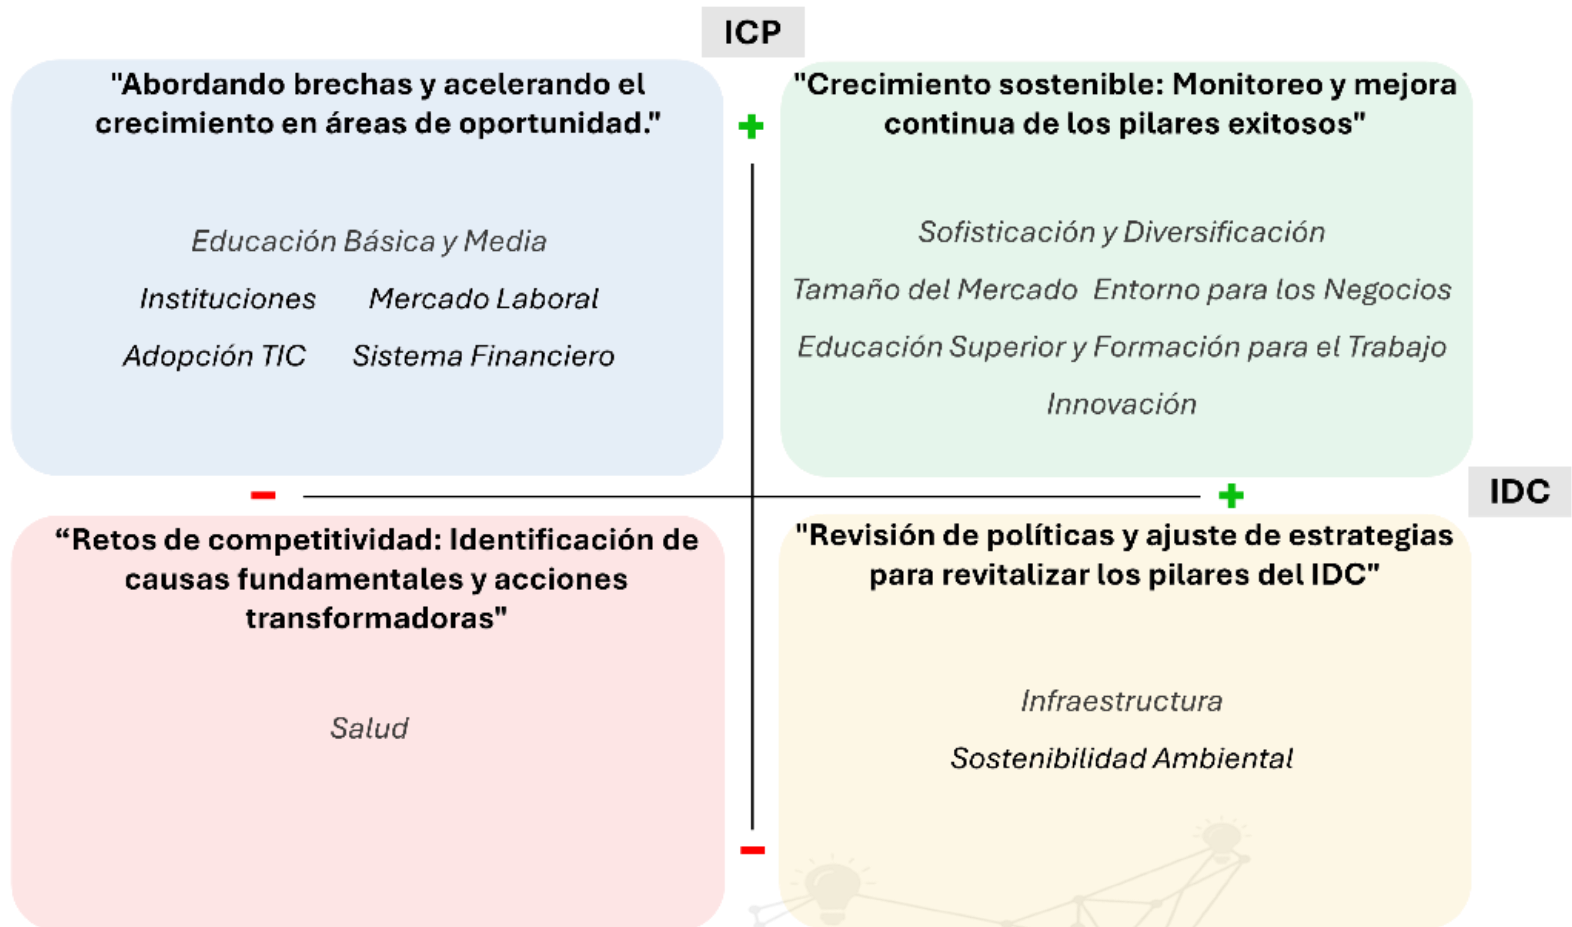 ICP
"Abordando brechas y acelerando el
crecimiento en áreas de oportunidad."
Educación Básica y Media
Instituciones Mercado Laboral
Adopción TIC Sistema Financiero
+
"Crecimiento sostenible: Monitoreo y mejora
continua de los pilares exitosos"
Sofisticación y Diversificación
Tamaño del Mercado Entorno para los Negocios
Educación Superior y Formación para el Trabajo
Innovación
-
+
IDC
“Retos de competitividad: Identificación de
causas fundamentales y acciones
transformadoras"
Salud
"Revisión de políticas y ajuste de estrategias
para revitalizar los pilares del IDC"
Infraestructura
Sostenibilidad Ambiental
-